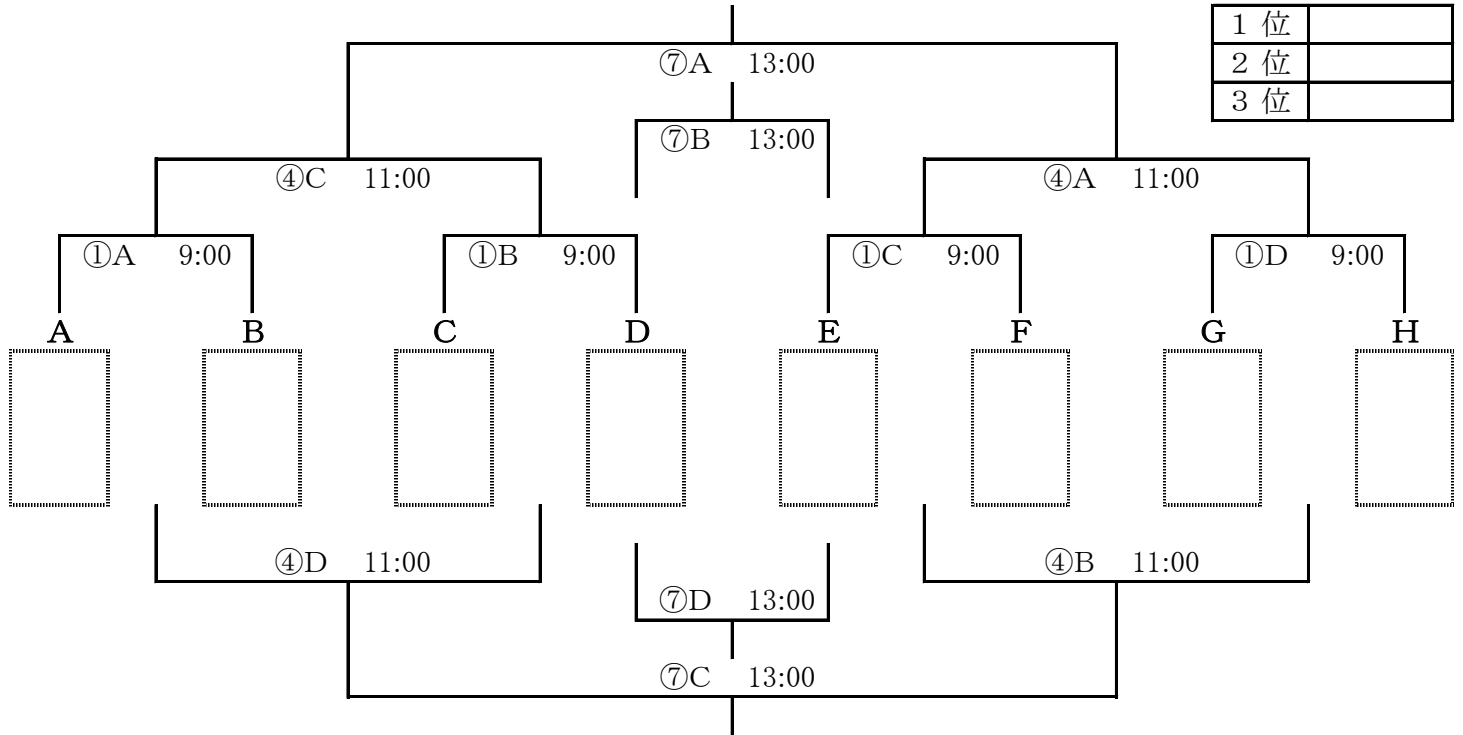 1 位
2 位
3 位
⑦A 13:00
⑦B 13:00
④C 11:00
④A 11:00
①A 9:00
①B 9:00
①C 9:00
①D 9:00
A B C D E F G H
④D 11:00
④B 11:00
⑦D 13:00
⑦C 13:00